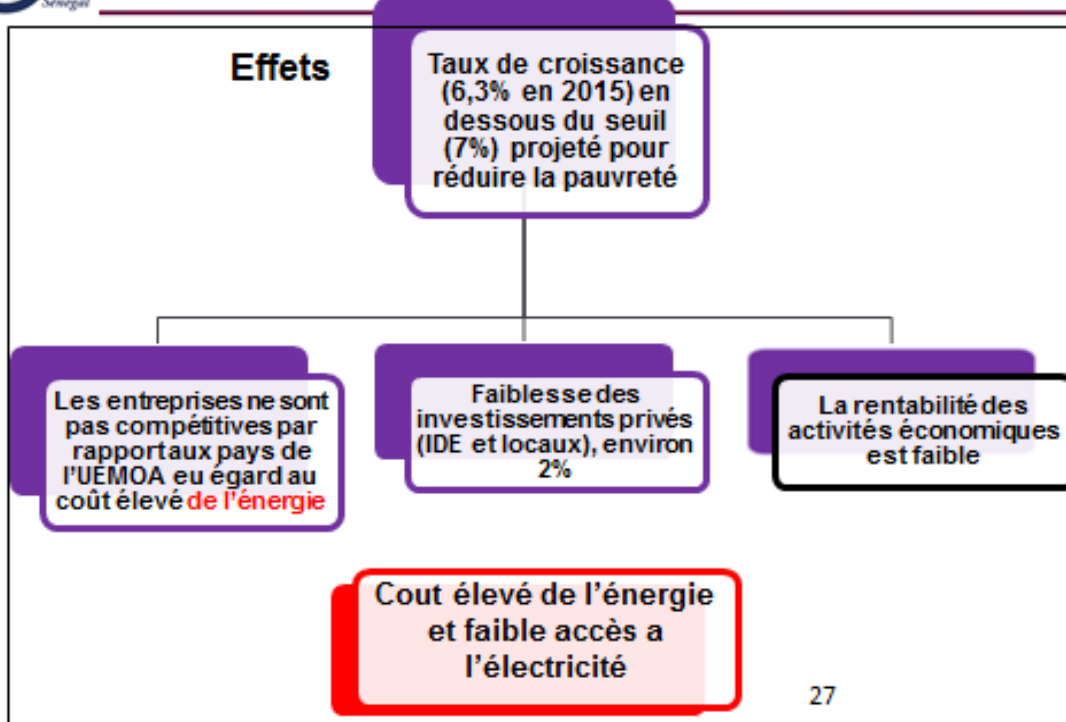 Sénégal
Effets
Taux de croissance
(6,3% en 2015) en
dessous du seuil
(7%) projeté pour
réduire la pauvreté
Les entreprises ne sont
pas compétitives par
rapport aux pays de
l'UEMOA eu égard au
coût élevé de l'énergie
Faiblesse des
investissements privés
(IDE et locaux), environ
2%
La rentabilité des
activités économiques
est faible
Cout élevé de l'énergie
et faible accès a
l'électricité
27